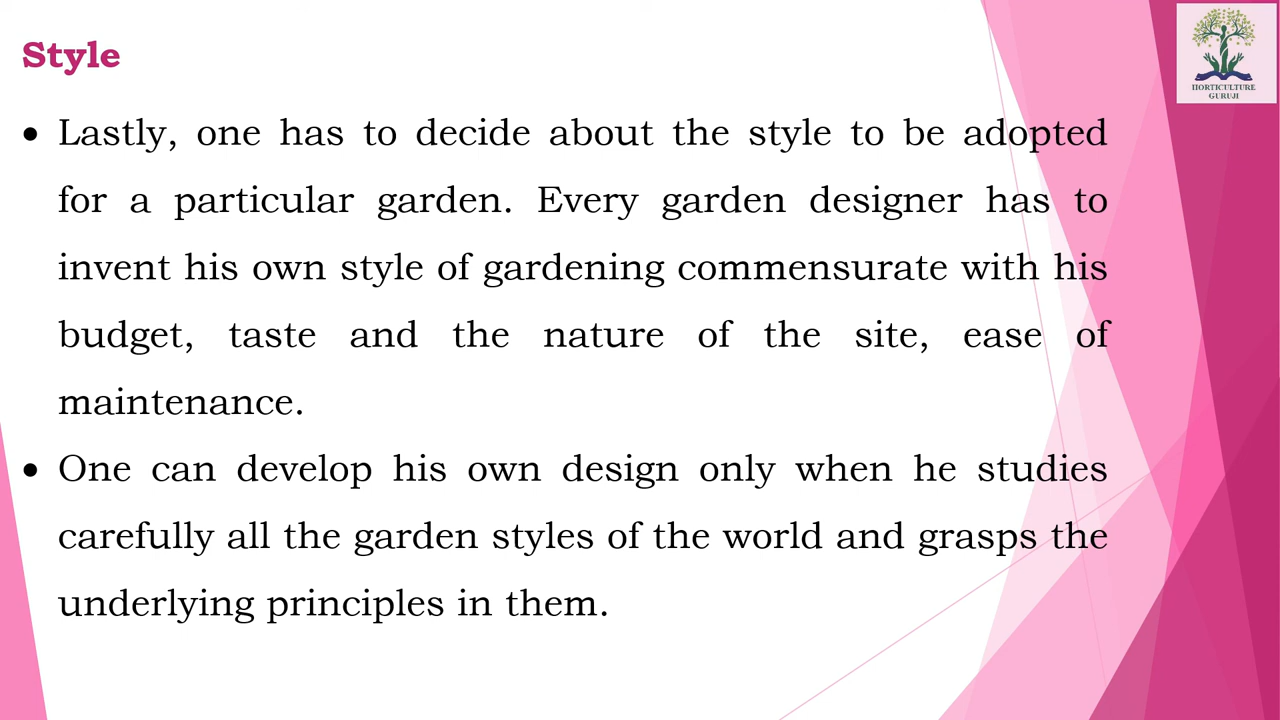 Style
HORTICULTURE
GURUJI
• Lastly, one has to decide about the style to be adopted
for a particular garden. Every garden designer has to
invent his own style of gardening commensurate with his
budget, taste and the nature of the site, ease of
maintenance.
• One can develop his own design only when he studies
carefully all the garden styles of the world and grasps the
underlying principles in them.